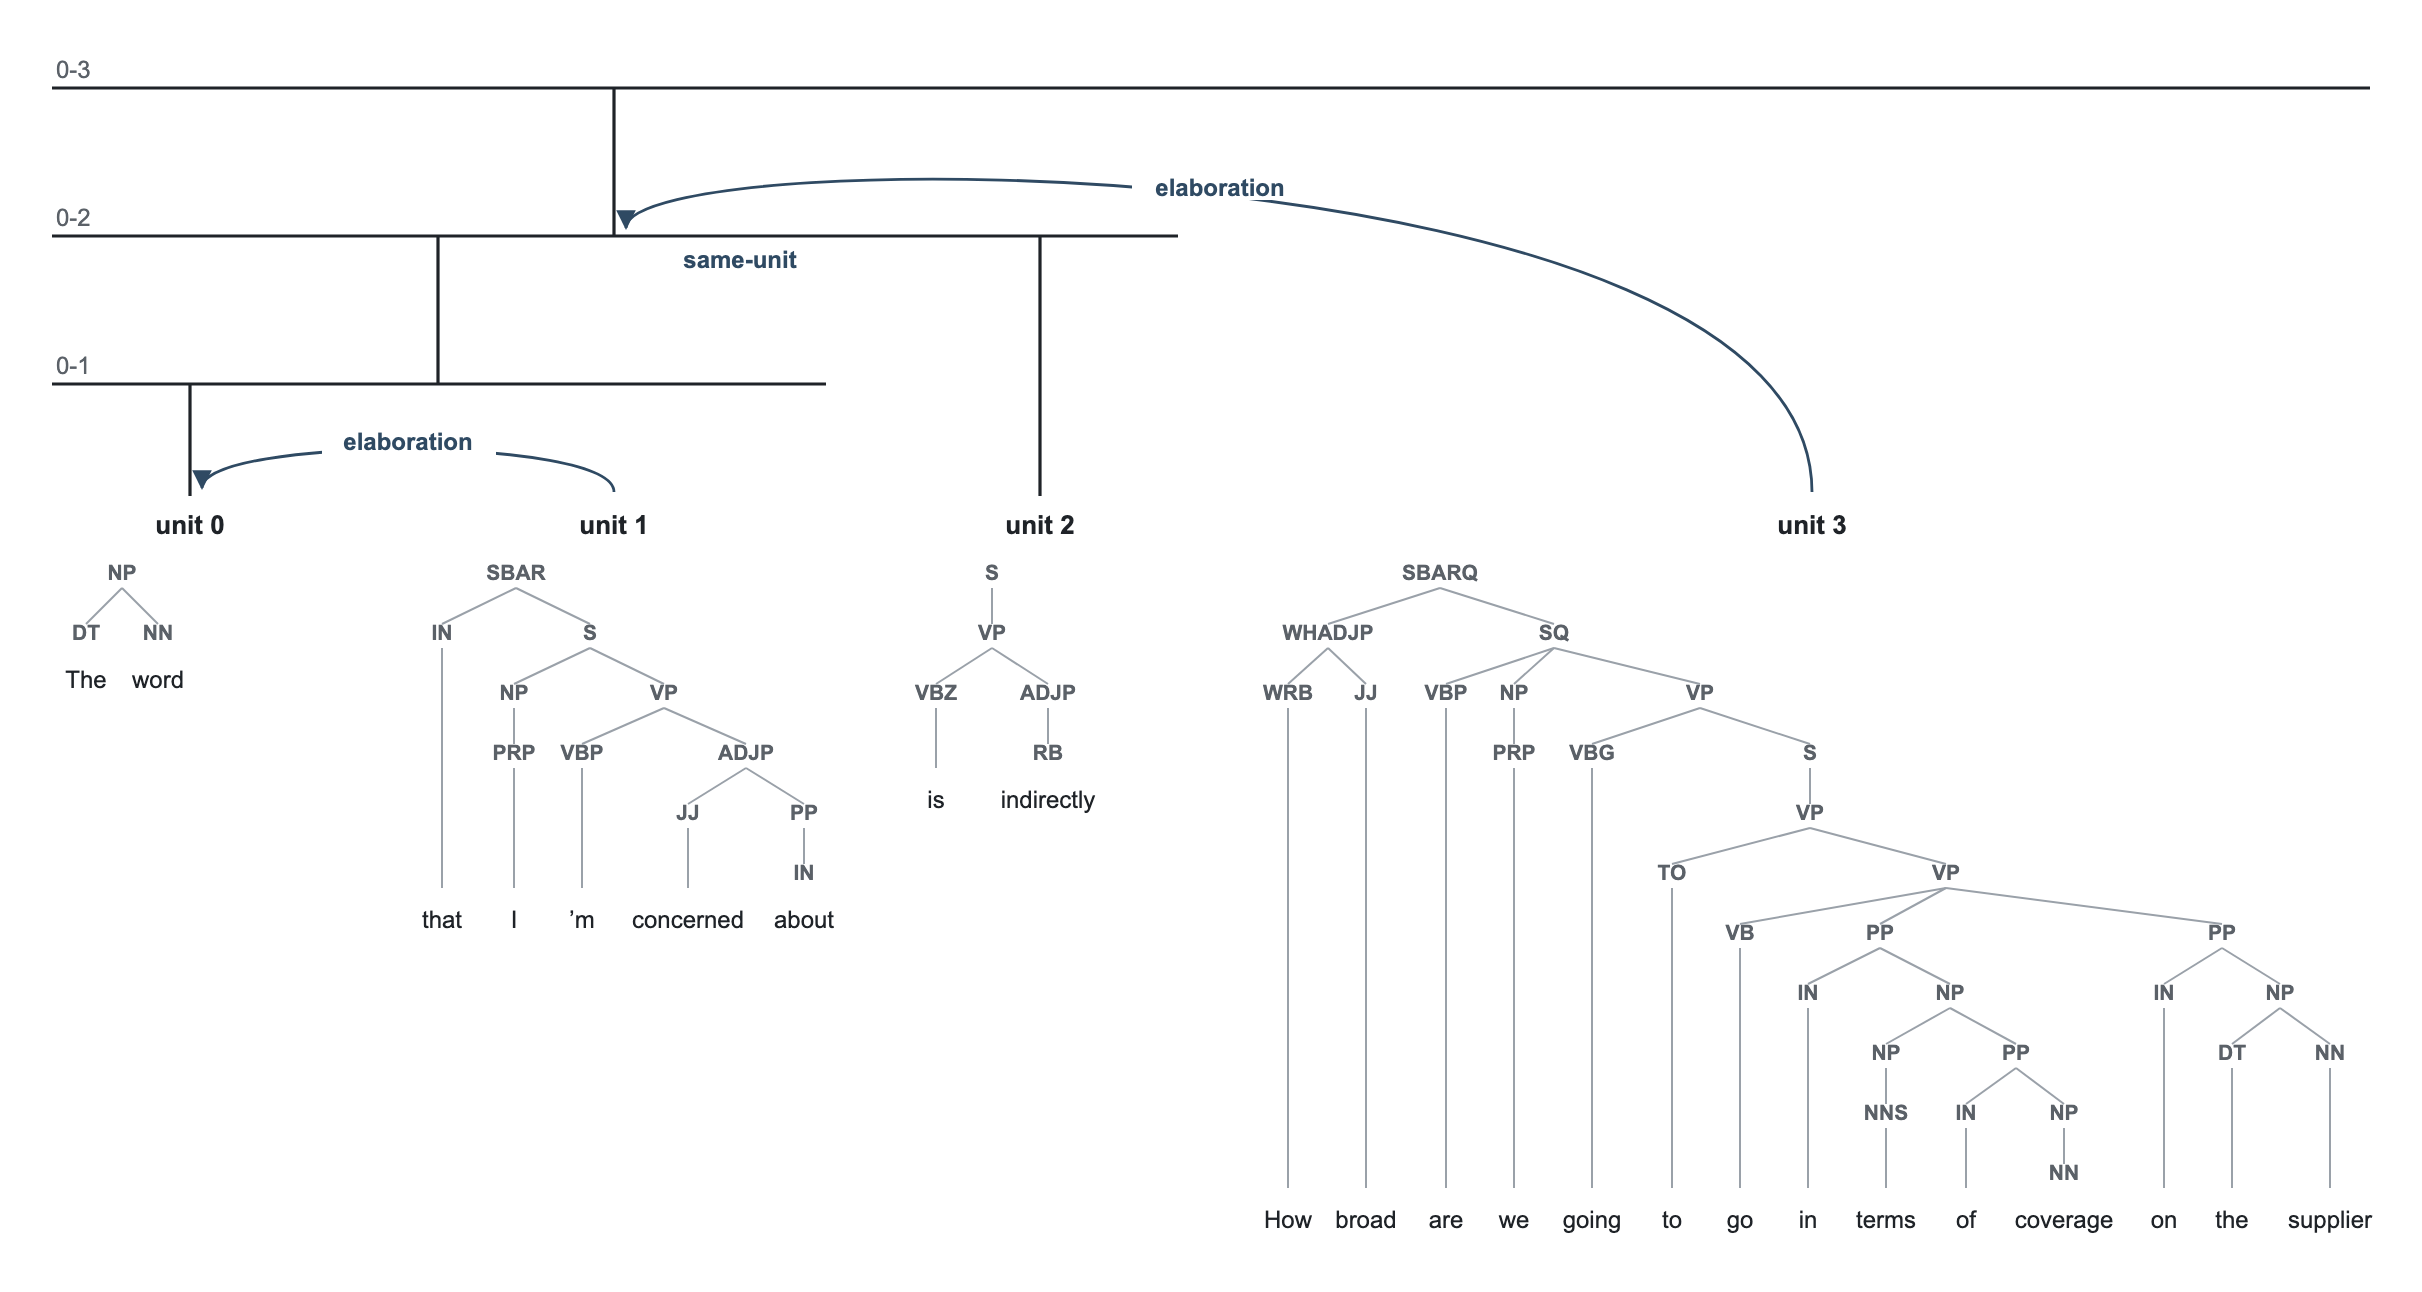 0-3
elaboration
0-2
same-unit
0-1
elaboration
unit 0 unit 1 unit 2 unit 3
NP SBAR S SBARQ
DT NN IN S VP WHADJP SQ
The word NP VP VBZ ADJP WRB JJ VBP NP VP
PRP VBP ADJP RB PRP VBG S
is indirectly
JJ PP VP
IN TO VP
that I ’m concerned about
VB PP PP
IN NP IN NP
NP PP DT NN
NNS IN NP
NN
How broad are we going to go in terms of coverage on the supplier